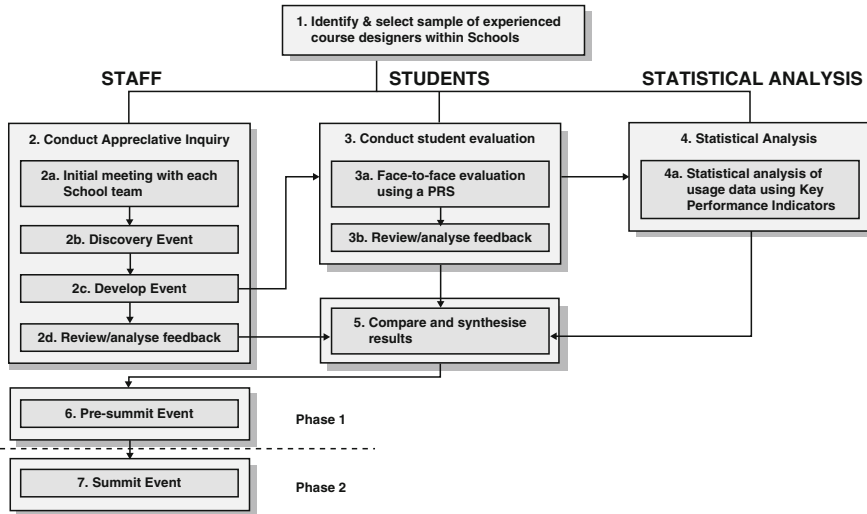 1. Identify & select sample of experienced
course designers within Schools
STAFF
STUDENTS
STATISTICAL ANALYSIS
2. Conduct Appreclative Inquiry
2a. Initial meeting with each
School team
2b. Discovery Event
2c. Develop Event
2d. Review/analyse feedback
3. Conduct student evaluation
3a. Face-to-face evaluation
using a PRS
3b. Review/analyse feedback
4. Statistical Analysis
4a. Statistical analysis of
usage data using Key
Performance Indicators
5. Compare and synthesise
results
6. Pre-summit Event
Phase 1
7. Summit Event
Phase 2